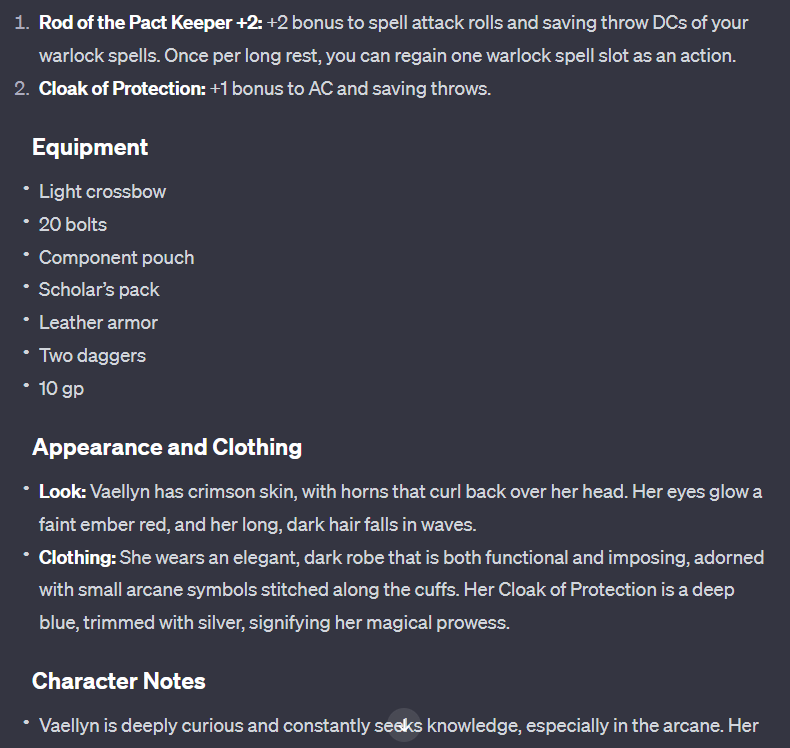 1. Rod of the Pact Keeper +2: +2 bonus to spell attack rolls and saving throw DCs of your
warlock spells. Once per long rest, you can regain one warlock spell slot as an action.
2. Cloak of Protection: +1 bonus to AC and saving throws.
Equipment
• Light crossbow
• 20 bolts
• Component pouch
• Scholar’s pack
• Leather armor
• Two daggers
• 10 gp
Appearance and Clothing
• Look: Vaellyn has crimson skin, with horns that curl back over her head. Her eyes glow a
faint ember red, and her long, dark hair falls in waves.
• Clothing: She wears an elegant, dark robe that is both functional and imposing, adorned
with small arcane symbols stitched along the cuffs. Her Cloak of Protection is a deep
blue, trimmed with silver, signifying her magical prowess.
Character Notes
• Vaellyn is deeply curious and constantly seeks knowledge, especially in the arcane. Her